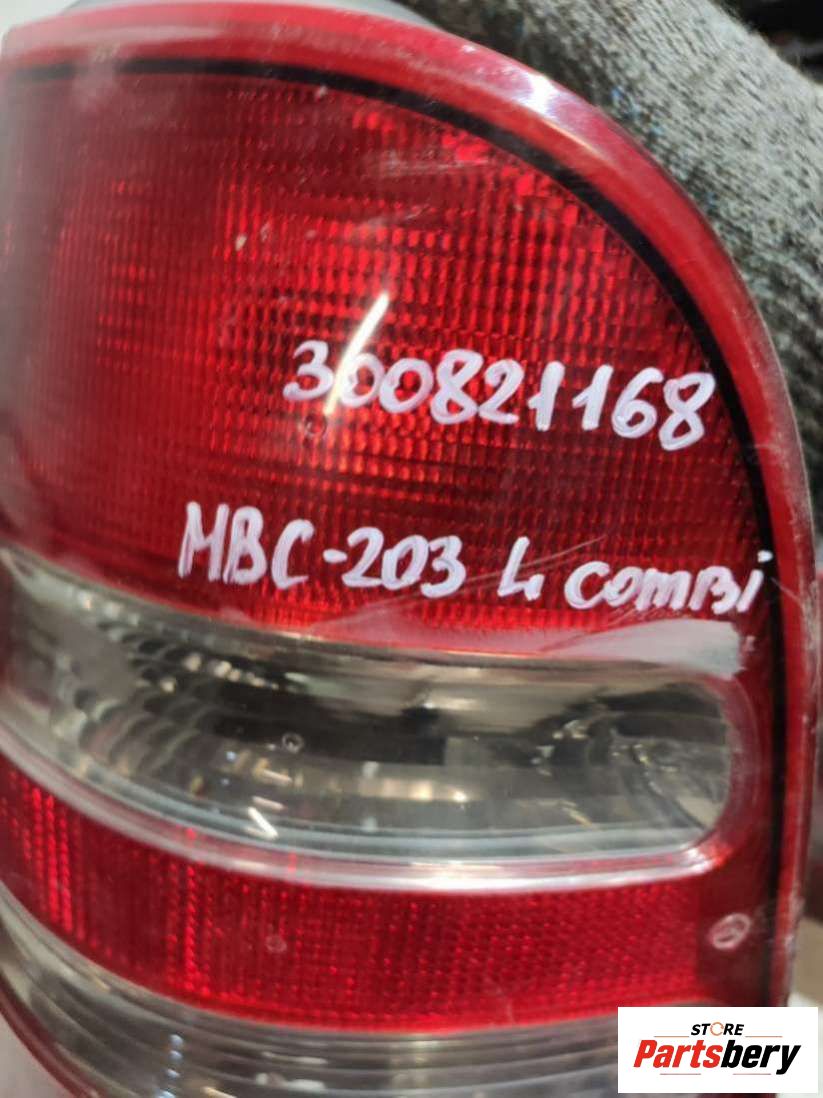 300821168
MBC-203 L COMBi
STORE
Partsbery